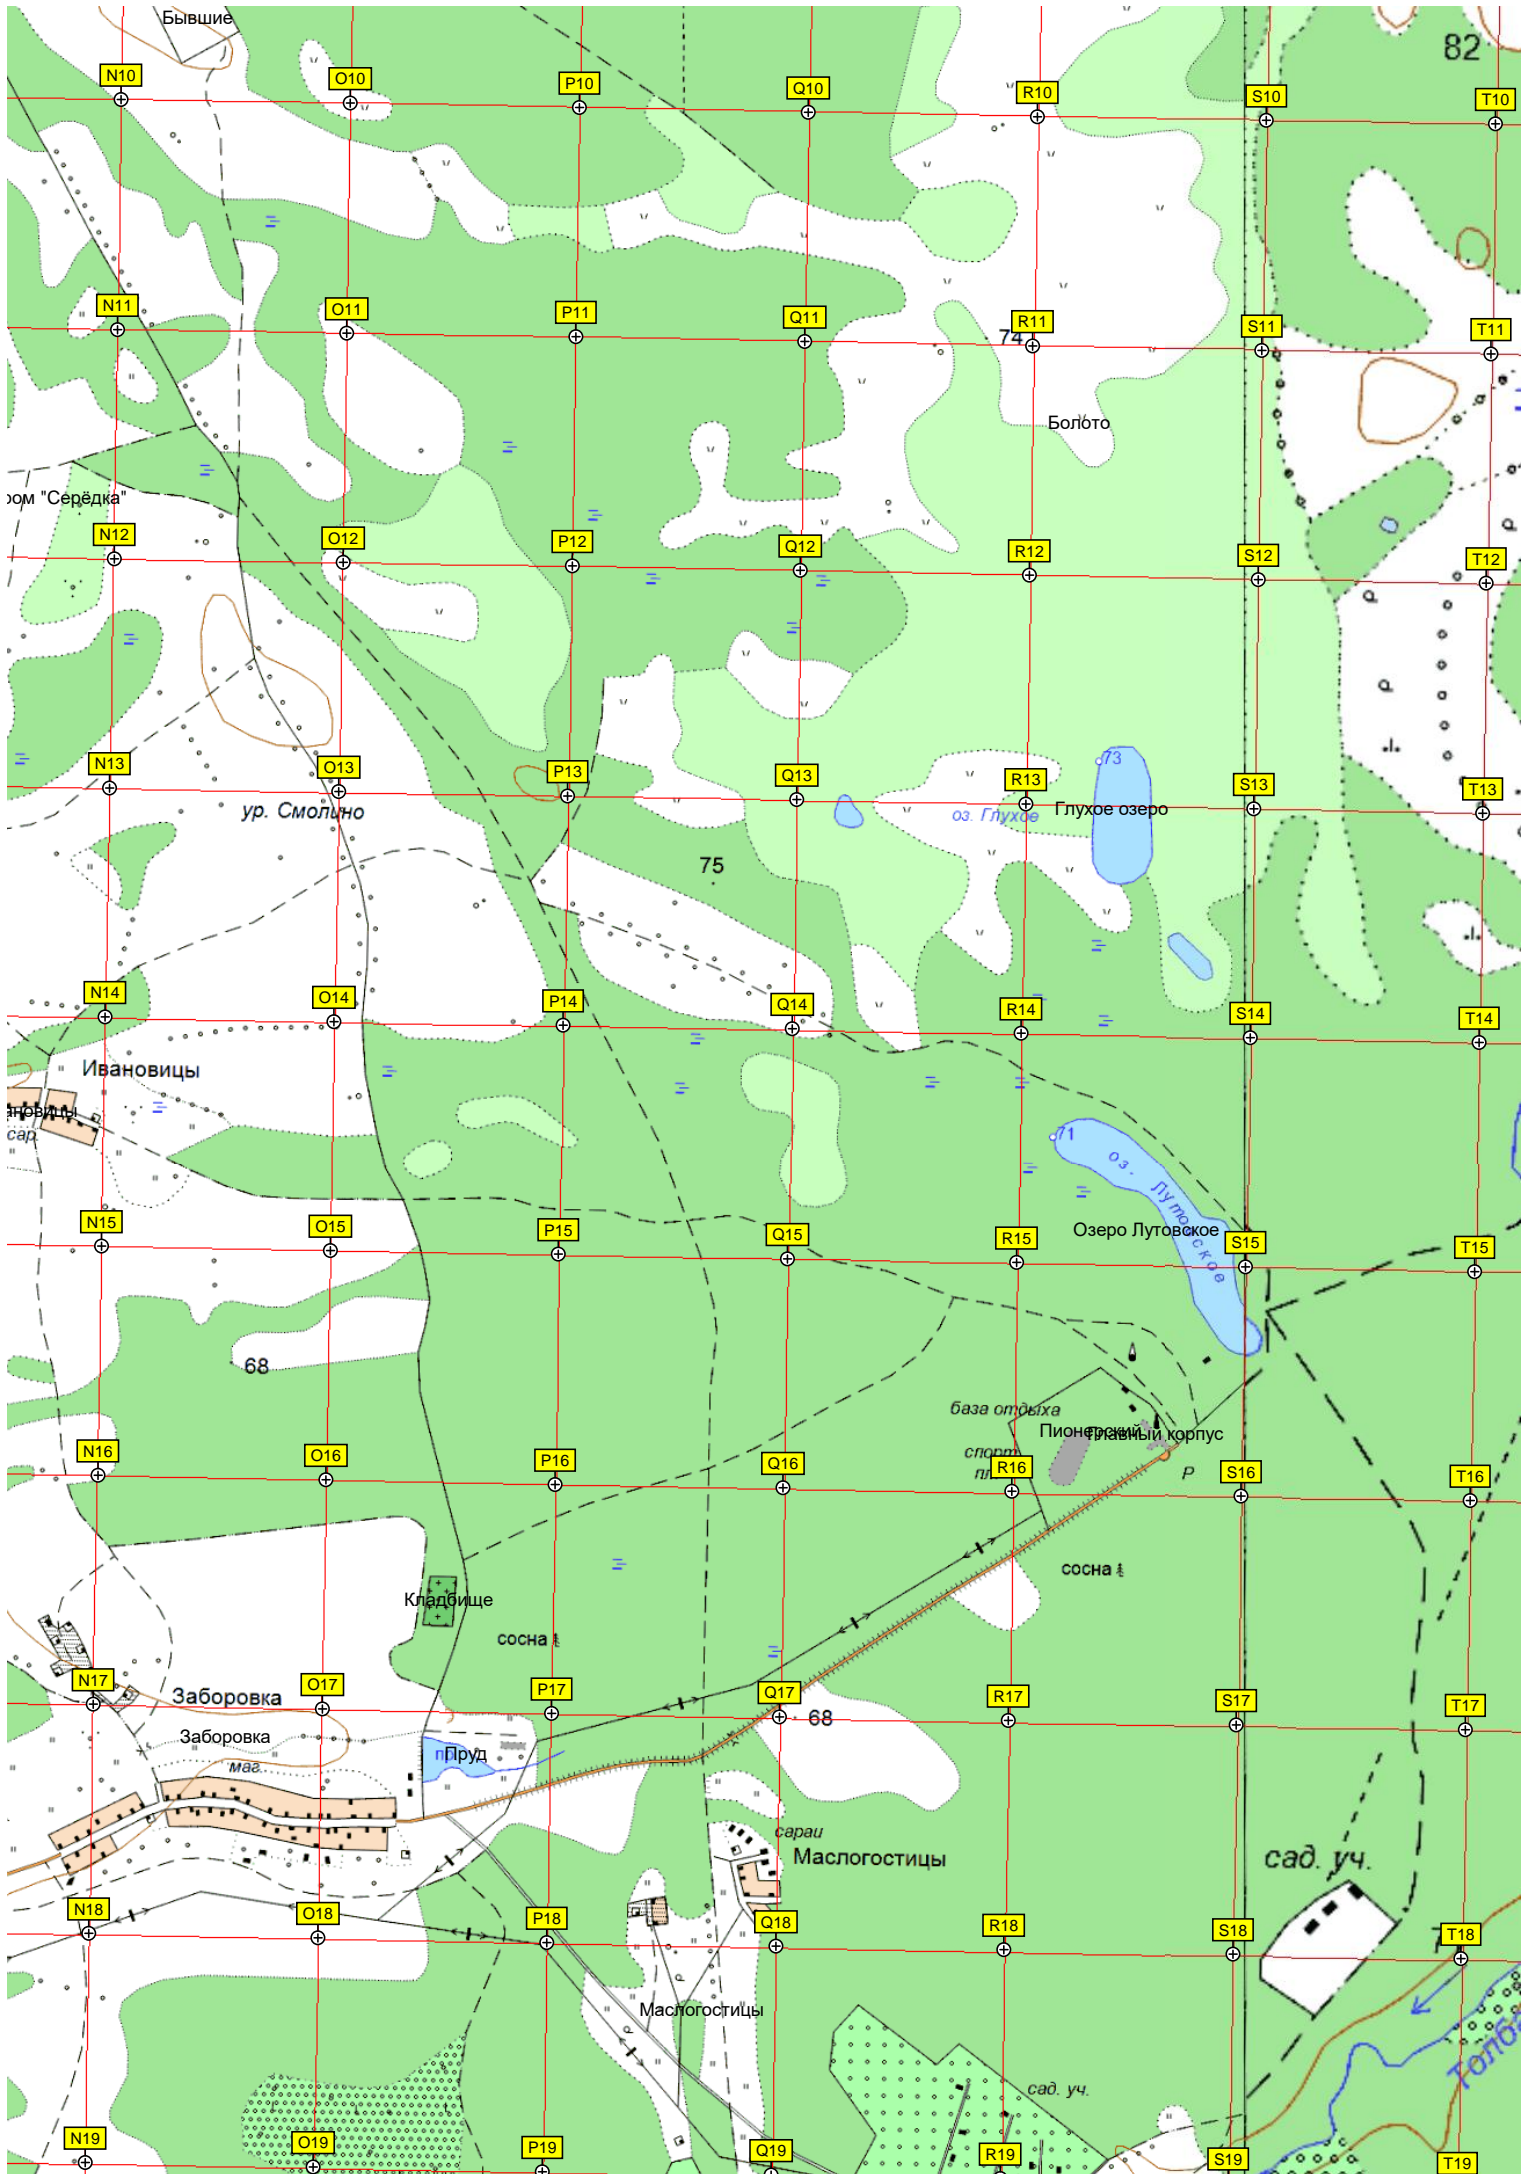 Бывшие
82
N10
O10
P10
Q10
R10
S10
T10
N11
O11
P11
Q11
R11
S11
T11
74
Болото
ром "Серёдка"
N12
O12
P12
Q12
R12
S12
T12
73
N13
O13
P13
Q13
R13
S13
T13
ур. Смолино
оз. Глухое
Глухое озеро
75
N14
O14
P14
Q14
R14
S14
T14
Ивановицы
ановицы
сар.
71
оз. Лутовское
Озеро Лутовское
N15
O15
P15
Q15
R15
S15
T15
68
база отдыха
Пионерский
Главный корпус
спорт.
N16
O16
P16
Q16
R16
S16
T16
Р
сосна
Кладбище
сосна
N17
O17
P17
Q17
R17
S17
T17
Заборовка
68
Заборовка
Пруд
маг.
сараи
Маслогостицы
сад. уч.
N18
O18
P18
Q18
R18
S18
T18
Маслогостицы
Толба
сад. уч.
N19
O19
P19
Q19
R19
S19
T19